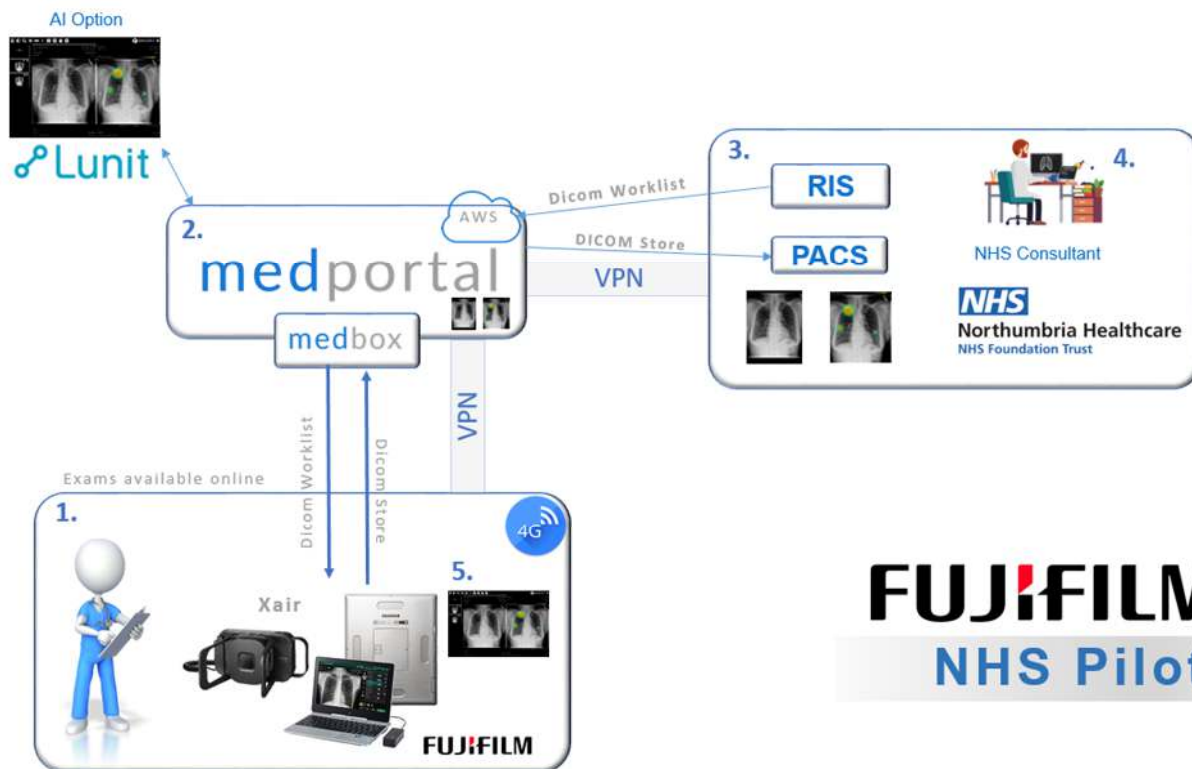 AI Option
Lunit
2.
AWS
medportal
medbox
Dicom Worklist
DICOM Store
VPN
3.
RIS
PACS
4.
NHS Consultant
NHS
Northumbria Healthcare
NHS Foundation Trust
VPN
Dicom Worklist
Dicom Store
Exams available online
1.
4G
Xair
5.
FUJIFILM
FUJIFILM
NHS Pilot